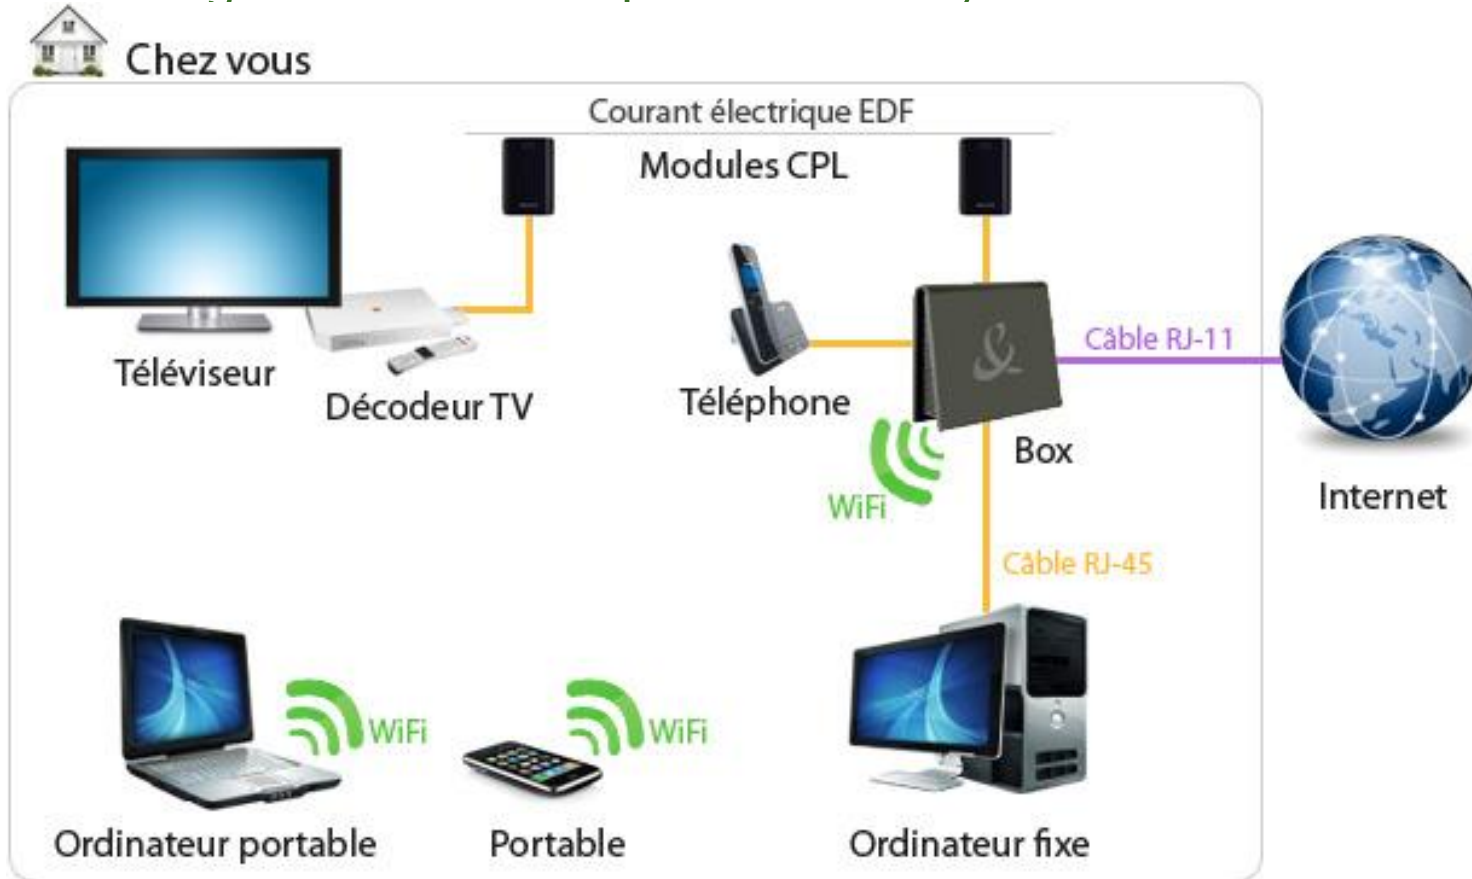 Chez vous
Courant électrique EDF
Modules CPL
Câble RJ-11
Téléviseur
Décodeur TV
Téléphone
Box
WiFi
Internet
Câble RJ-45
WiFi
WiFi
Ordinateur portable
Portable
Ordinateur fixe